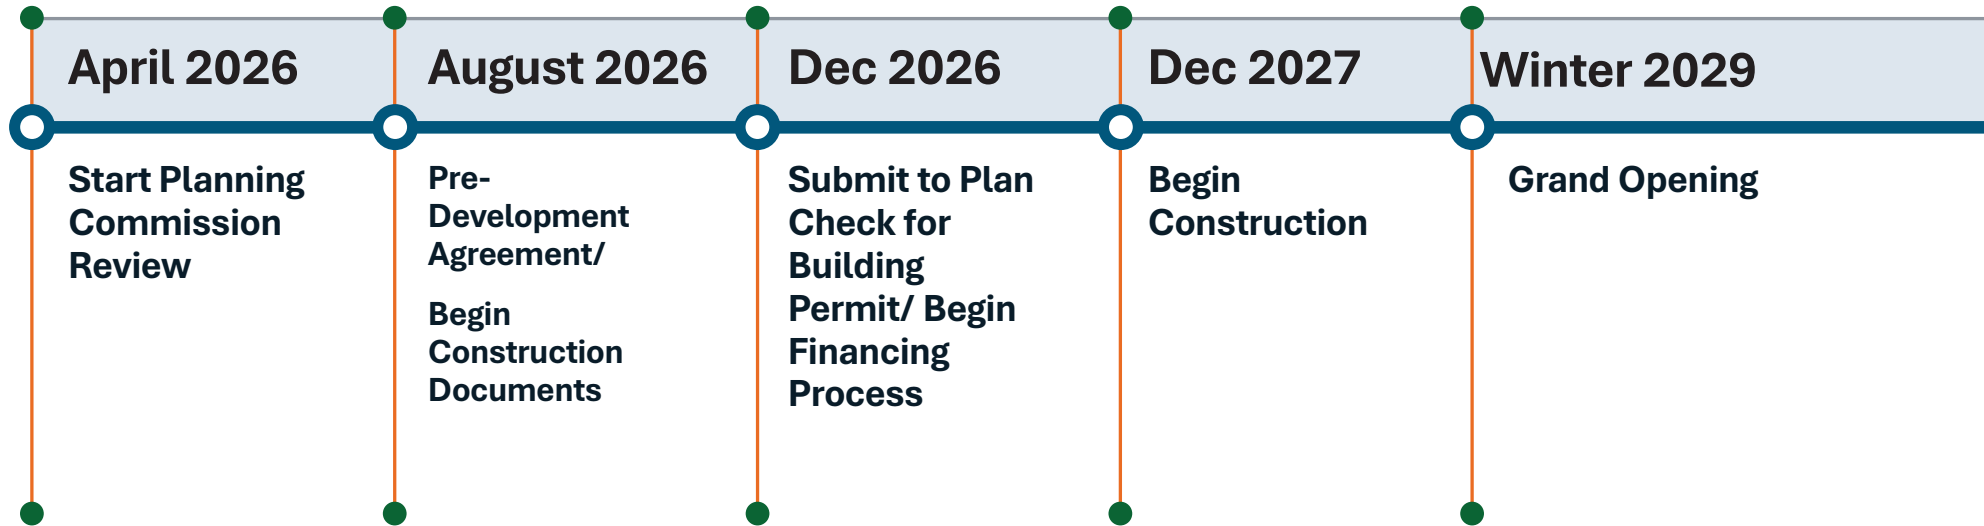 April 2026
August 2026
Dec 2026
Dec 2027
Winter 2029
Start Planning
Commission
Review
Pre-
Development
Agreement/
Begin
Construction
Documents
Submit to Plan
Check for
Building
Permit/ Begin
Financing
Process
Begin
Construction
Grand Opening